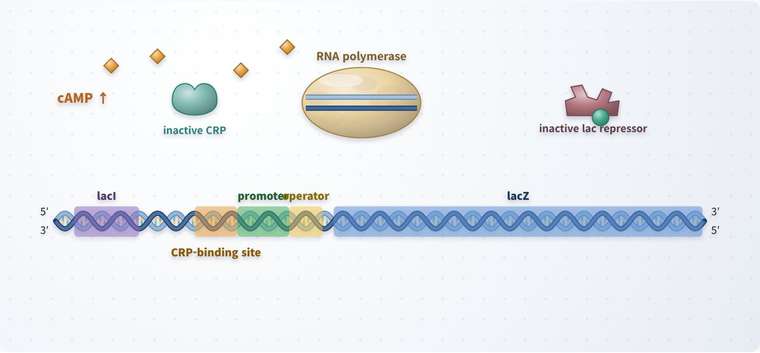 RNA polymerase
cAMP ↑
inactive CRP
inactive lac repressor
lacI
promoter
operator
lacZ
5′
3′
3′
5′
CRP-binding site